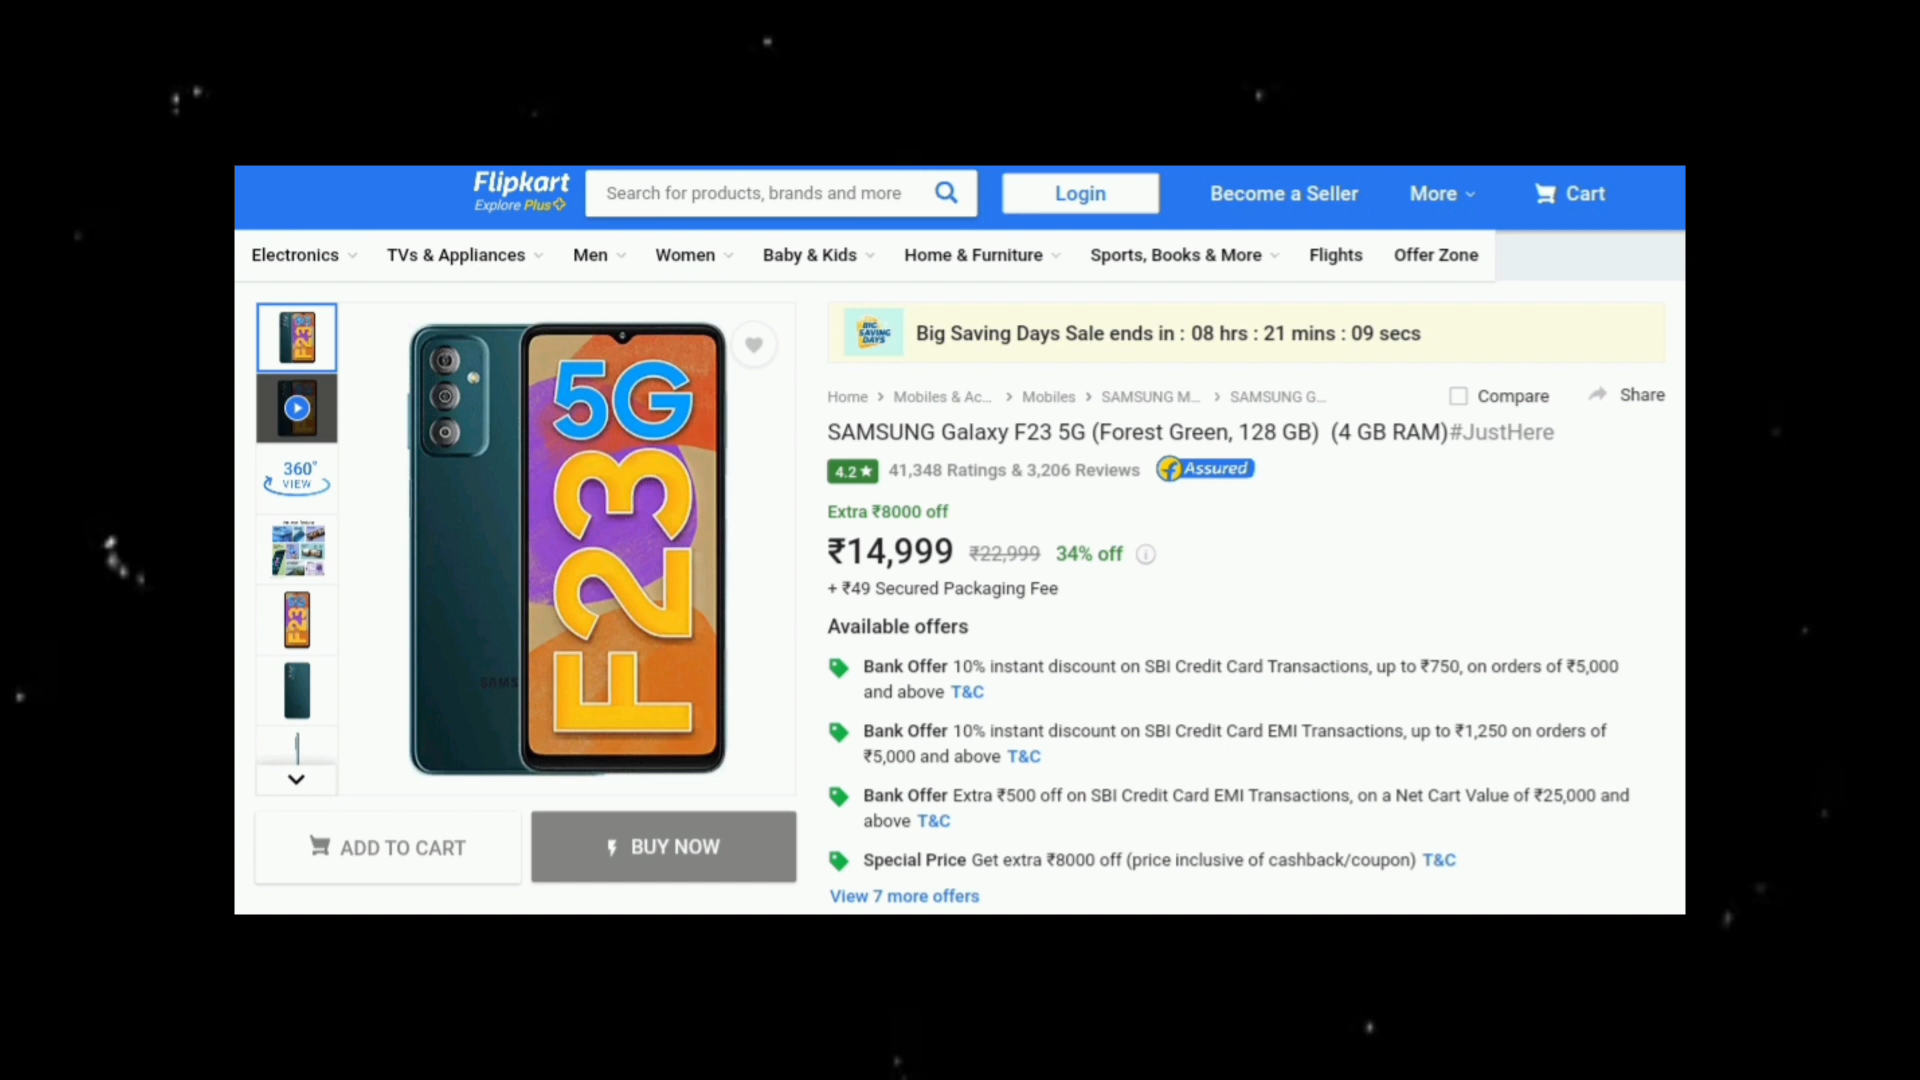 Flipkart
Explore Plus
Search for products, brands and more
Login
Become a Seller
More
Cart
Electronics
TVs & Appliances
Men
Women
Baby & Kids
Home & Furniture
Sports, Books & More
Flights
Offer Zone
BIG SAVING DAYS
Big Saving Days Sale ends in : 08 hrs : 21 mins : 09 secs
Home > Mobiles & Ac... > Mobiles > SAMSUNG M... > SAMSUNG G...
Compare
Share
SAMSUNG Galaxy F23 5G (Forest Green, 128 GB) (4 GB RAM)#JustHere
4.2★ 41,348 Ratings & 3,206 Reviews
Assured
Extra ₹8000 off
₹14,999 ₹22,999 34% off
+ ₹49 Secured Packaging Fee
Available offers
Bank Offer 10% instant discount on SBI Credit Card Transactions, up to ₹750, on orders of ₹5,000
and above T&C
Bank Offer 10% instant discount on SBI Credit Card EMI Transactions, up to ₹1,250 on orders of
₹5,000 and above T&C
Bank Offer Extra ₹500 off on SBI Credit Card EMI Transactions, on a Net Cart Value of ₹25,000 and
above T&C
Special Price Get extra ₹8000 off (price inclusive of cashback/coupon) T&C
View 7 more offers
360°
VIEW
5G
F23
SAMS
ADD TO CART
BUY NOW